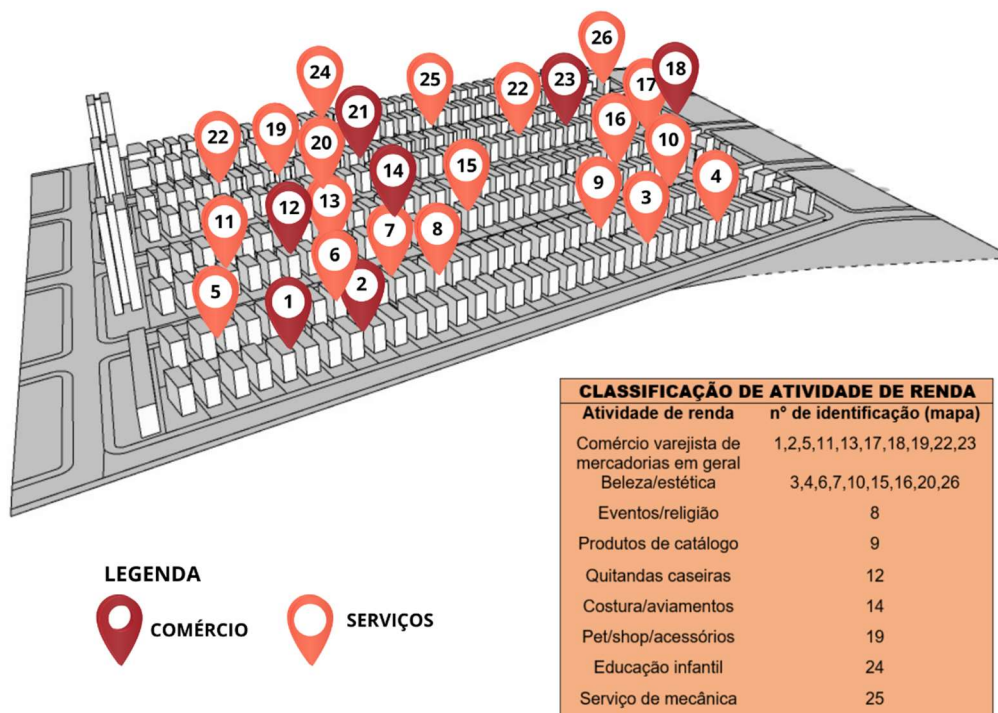 26
18
24
25
23
22
17
21
16
22
19
20
10
14
15
4
9
3
13
12
11
7
8
6
5
1
2
CLASSIFICAÇÃO DE ATIVIDADE DE RENDA
Atividade de renda nº de identificação (mapa)
Comércio varejista de 1,2,5,11,13,17,18,19,22,23
mercadorias em geral
Beleza/estética 3,4,6,7,10,15,16,20,26
Eventos/religião 8
Produtos de catálogo 9
Quitandas caseiras 12
Costura/aviamentos 14
Pet/shop/acessórios 19
Educação infantil 24
Serviço de mecânica 25
LEGENDA
COMÉRCIO
SERVIÇOS